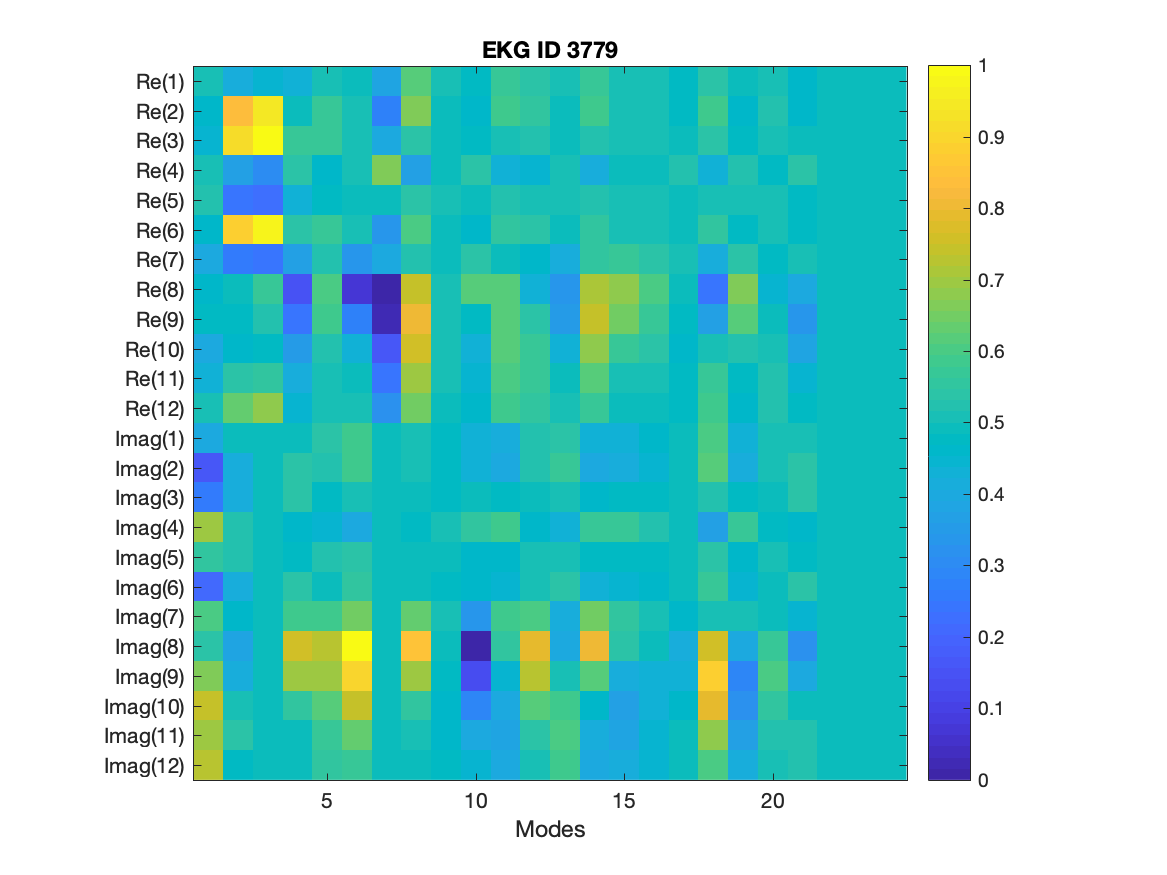 EKG ID 3779
Re(1)
Re(2)
Re(3)
Re(4)
Re(5)
Re(6)
Re(7)
Re(8)
Re(9)
Re(10)
Re(11)
Re(12)
Imag(1)
Imag(2)
Imag(3)
Imag(4)
Imag(5)
Imag(6)
Imag(7)
Imag(8)
Imag(9)
Imag(10)
Imag(11)
Imag(12)
5 10 15 20
Modes
1
0.9
0.8
0.7
0.6
0.5
0.4
0.3
0.2
0.1
0